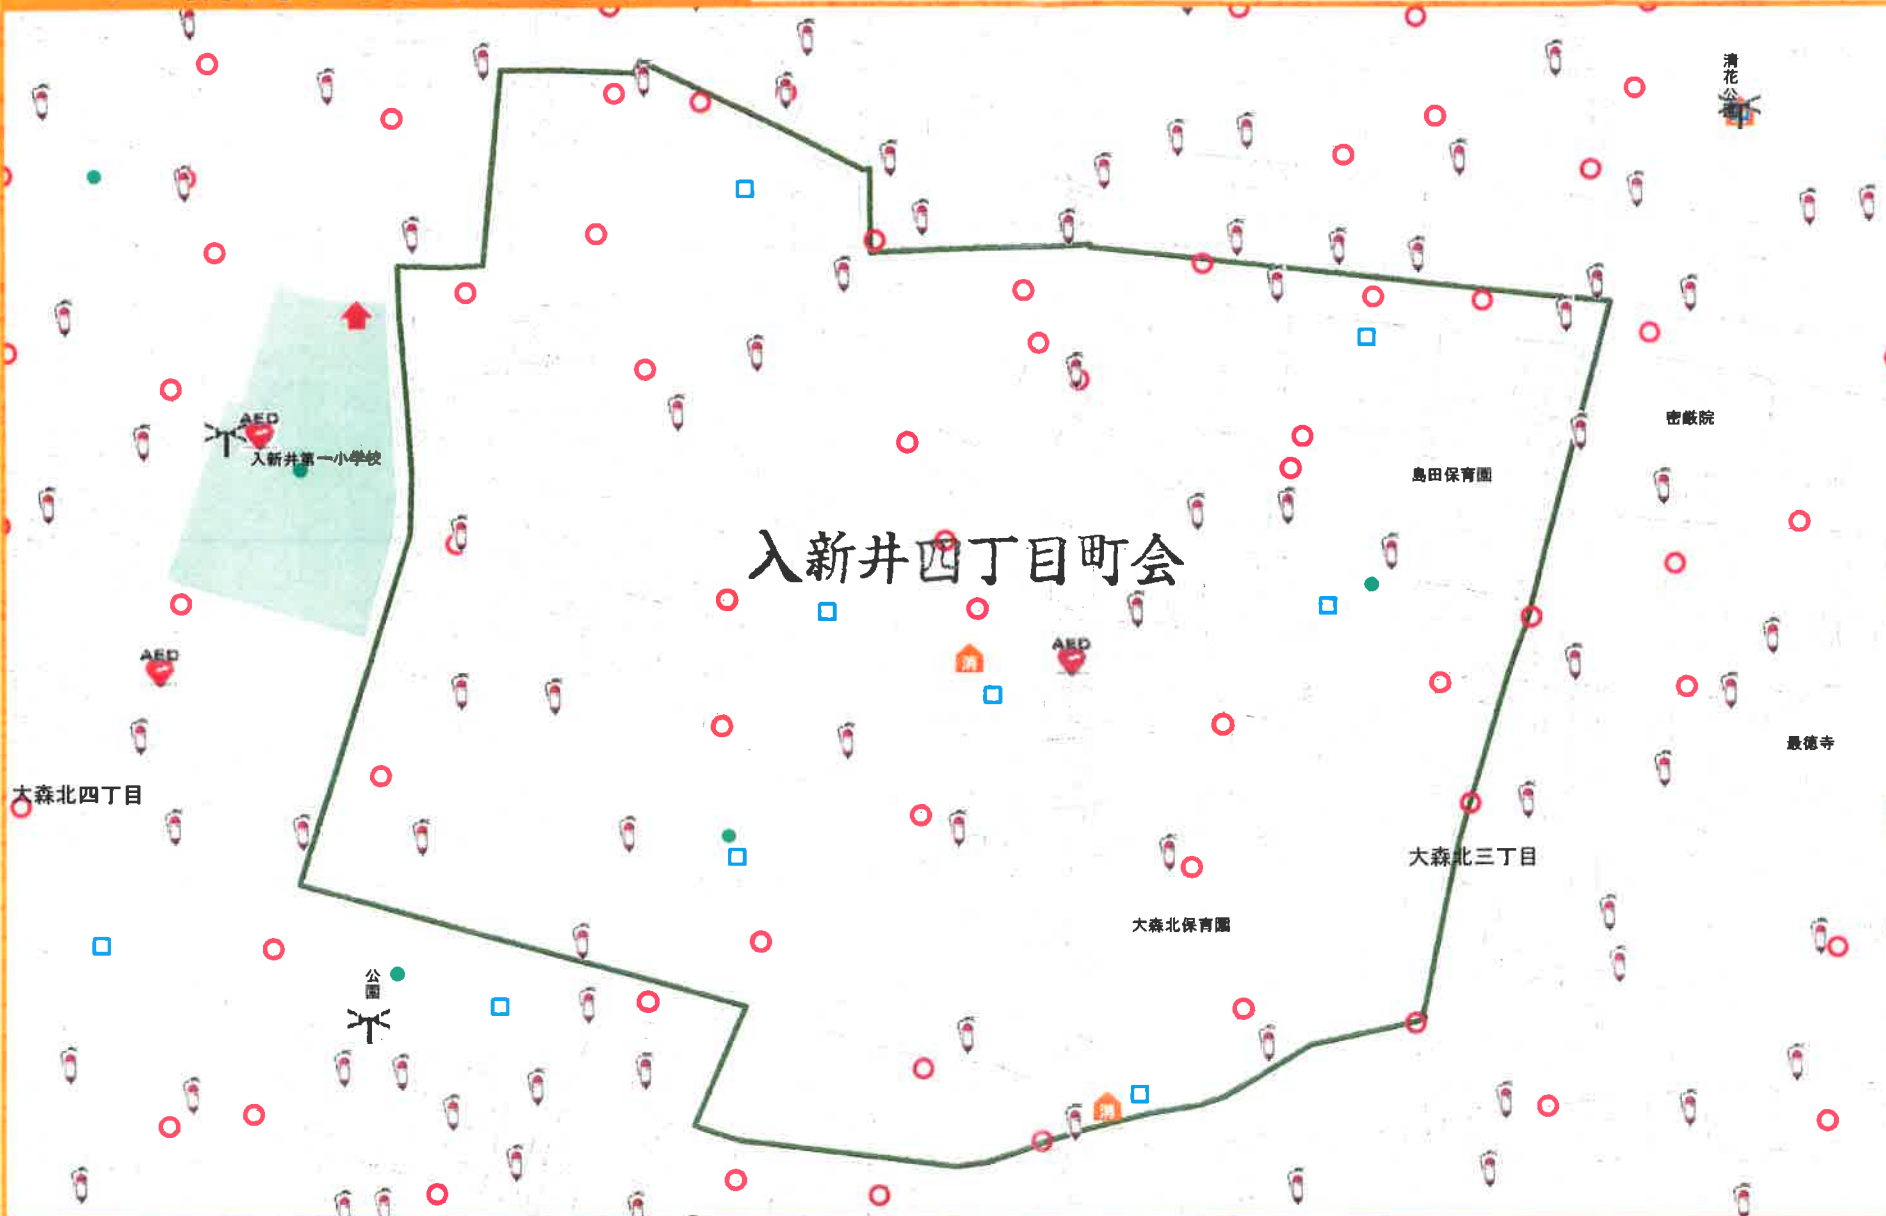 清花公園
密厳院
AED
入新井第一小学校
島田保育園
入新井四丁目町会
AED
消
AED
最徳寺
大森北四丁目
大森北三丁目
大森北保育園
公園
消